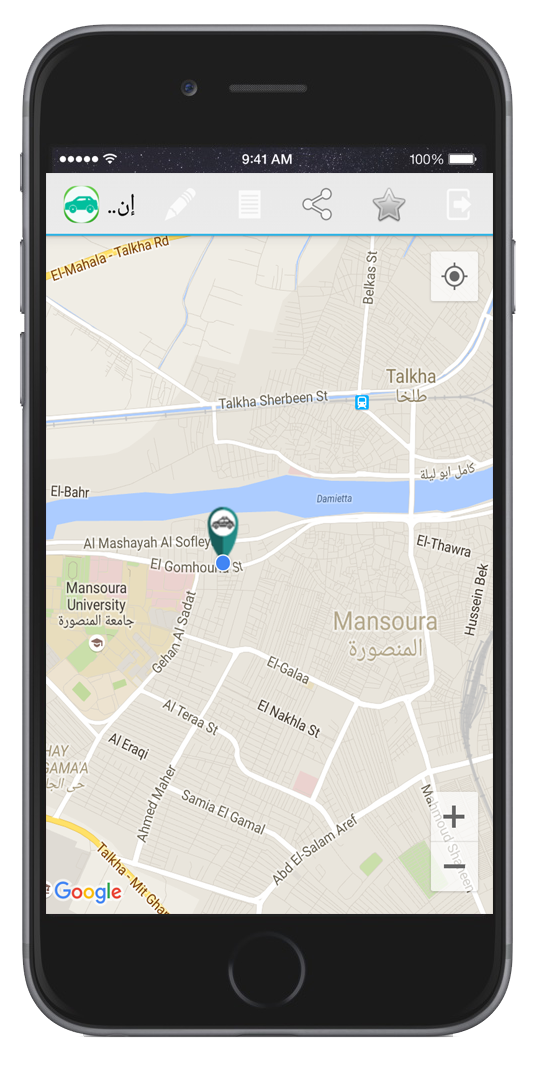 9:41 AM
100%
إن..
El-Mahala - Talkha Rd
Belkas St
Talkha
طلخا
Talkha Sherbeen St
كامل ابو ليلة
El-Bahr
Damietta
Al Mashayah Al Sofley
El Gomhouria St
El-Thawra
Hussein Bek
Mansoura
University
جامعة المنصورة
Gehan Al Sadat
Mansoura
المنصورة
El-Galaa
Al Teraa St
El Nakhla St
Al Eraqi
HAY
GAMA'A
حي الجا
Ahmed Maher
Samia El Gamal
Abd El-Salam Aref
Mahmoud Shaheen
Talkha - Mit Ghar
Google